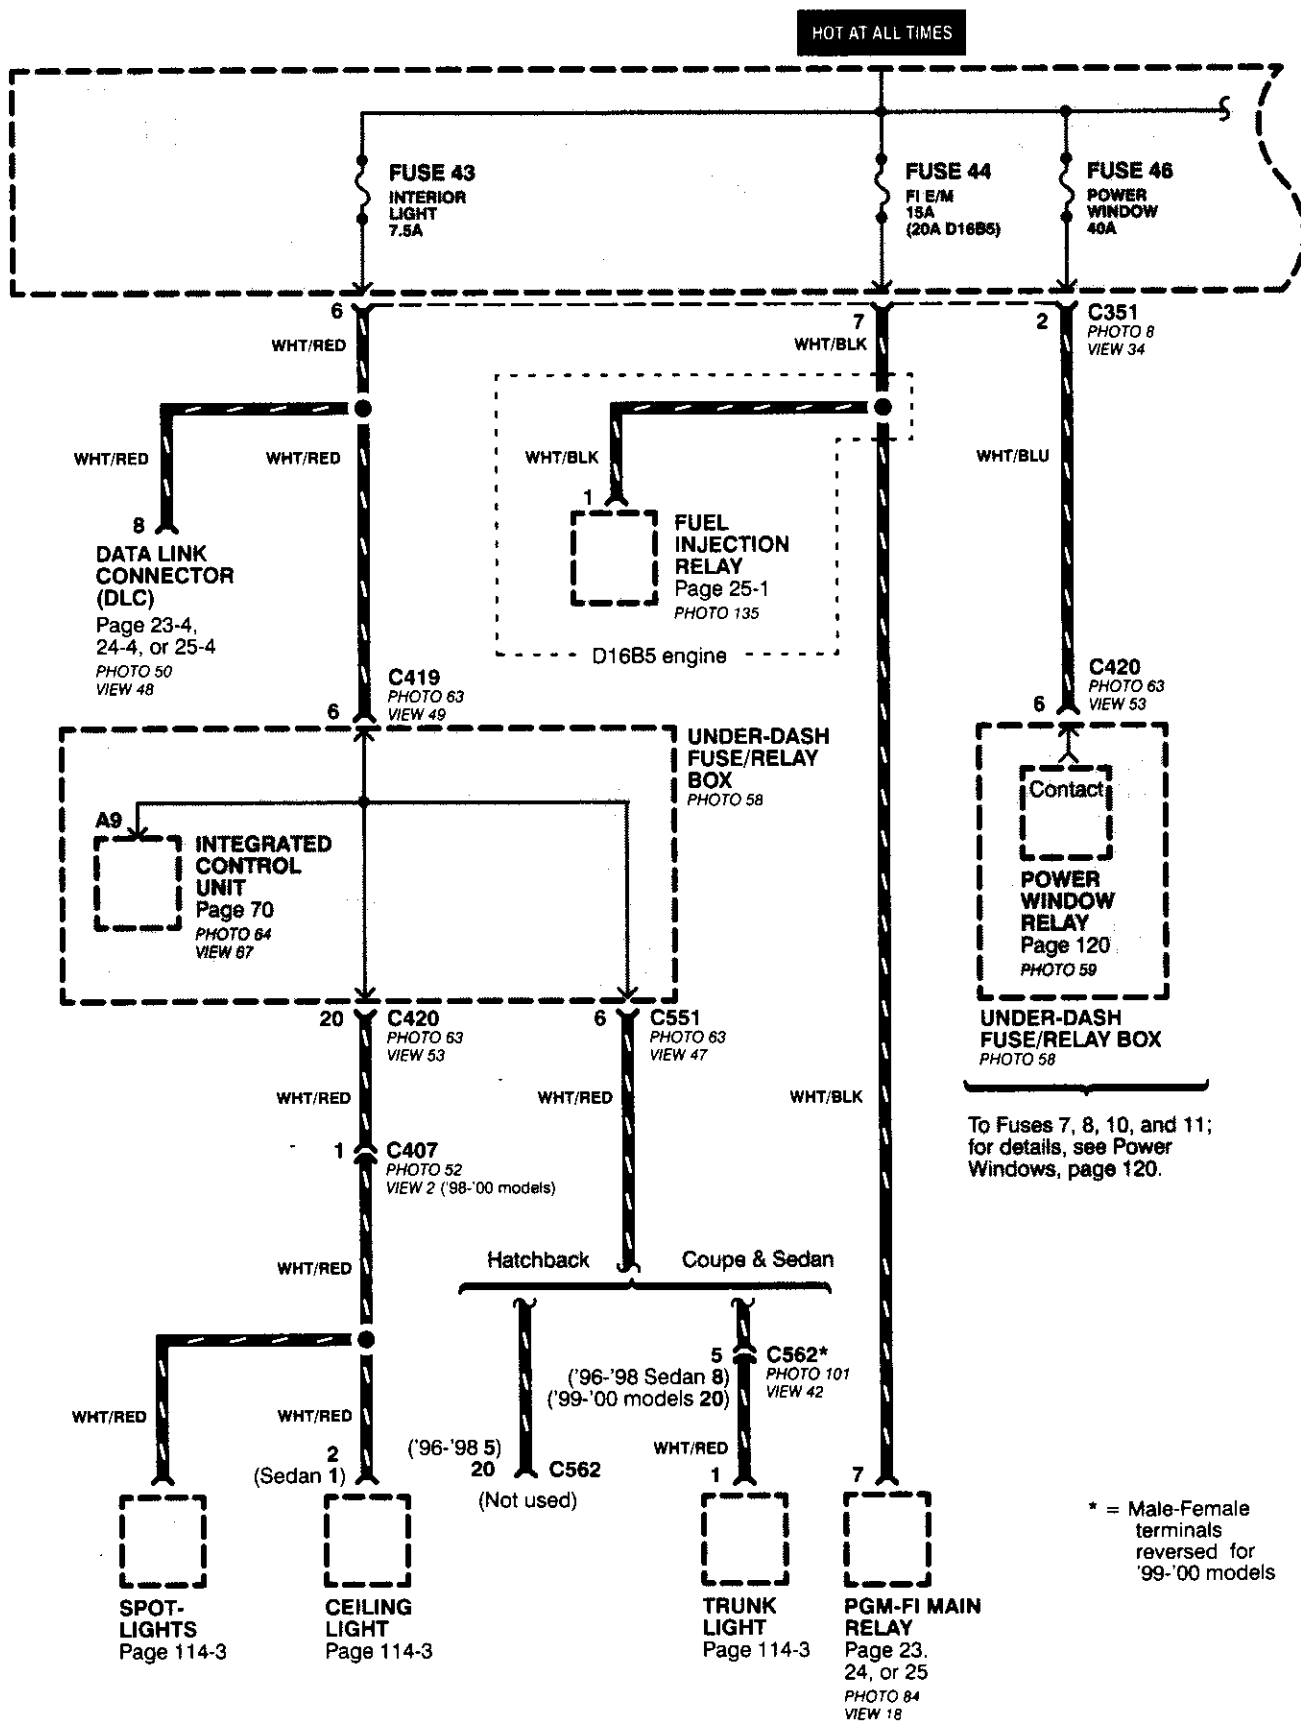 HOT AT ALL TIMES
FUSE 43
INTERIOR
LIGHT
7.5A
FUSE 44
FI E/M
15A
(20A D16B5)
FUSE 46
POWER
WINDOW
40A
6
7
2
C351
PHOTO 8
VIEW 34
WHT/RED
WHT/BLK
WHT/RED
WHT/RED
WHT/BLK
WHT/BLU
8
DATA LINK
CONNECTOR
(DLC)
Page 23-4,
24-4, or 25-4
PHOTO 50
VIEW 48
1
FUEL
INJECTION
RELAY
Page 25-1
PHOTO 135
D16B5 engine
C419
PHOTO 63
VIEW 49
6
C420
PHOTO 63
VIEW 53
6
UNDER-DASH
FUSE/RELAY
BOX
PHOTO 58
A9
INTEGRATED
CONTROL
UNIT
Page 70
PHOTO 64
VIEW 67
Contact
POWER
WINDOW
RELAY
Page 120
PHOTO 59
UNDER-DASH
FUSE/RELAY BOX
PHOTO 58
20
C420
PHOTO 63
VIEW 53
6
C551
PHOTO 63
VIEW 47
WHT/RED
WHT/RED
WHT/BLK
To Fuses 7, 8, 10, and 11;
for details, see Power
Windows, page 120.
1
C407
PHOTO 52
VIEW 2 ('98-'00 models)
WHT/RED
Hatchback
Coupe & Sedan
5
('96-'98 Sedan 8)
('99-'00 models 20)
C562*
PHOTO 101
VIEW 42
WHT/RED
WHT/RED
WHT/RED
2
(Sedan 1)
('96-'98 5)
20
C562
(Not used)
1
7
SPOT-
LIGHTS
Page 114-3
CEILING
LIGHT
Page 114-3
TRUNK
LIGHT
Page 114-3
PGM-FI MAIN
RELAY
Page 23,
24, or 25
PHOTO 84
VIEW 18
* = Male-Female
terminals
reversed for
'99-'00 models